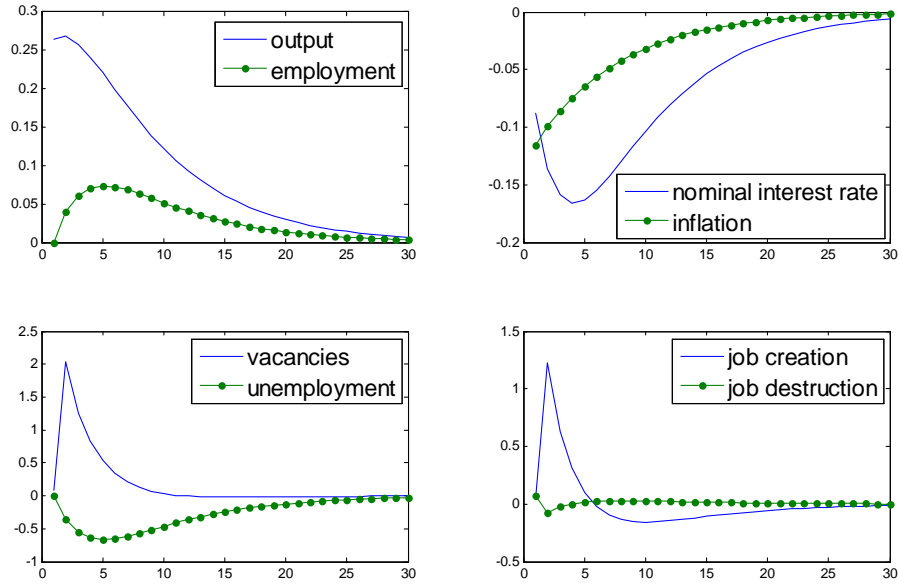 0.3
0.25
0.2
0.15
0.1
0.05
0
0 5 10 15 20 25 30
output
employment
0
-0.05
-0.1
-0.15
-0.2
0 5 10 15 20 25 30
nominal interest rate
inflation
2.5
2
1.5
1
0.5
0
-0.5
-1
0 5 10 15 20 25 30
vacancies
unemployment
1.5
1
0.5
0
-0.5
0 5 10 15 20 25 30
job creation
job destruction